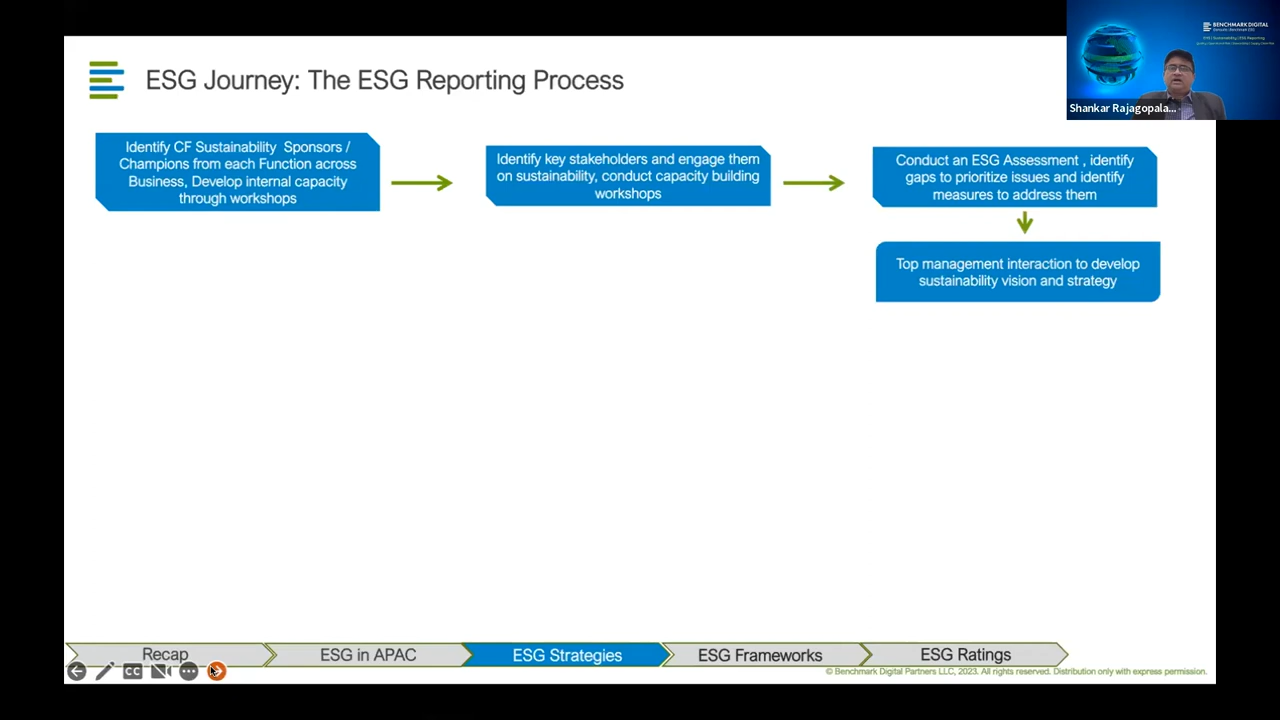 ESG Journey: The ESG Reporting Process
BENCHMARK DIGITAL
Shankar Rajagopala...
Identify CF Sustainability Sponsors /
Champions from each Function across
Business, Develop internal capacity
through workshops
Identify key stakeholders and engage them
on sustainability, conduct capacity building
workshops
Conduct an ESG Assessment , identify
gaps to prioritize issues and identify
measures to address them
Top management interaction to develop
sustainability vision and strategy
Recap
ESG in APAC
ESG Strategies
ESG Frameworks
ESG Ratings
CC
© Benchmark Digital Partners LLC, 2023. All rights reserved. Distribution only with express permission.